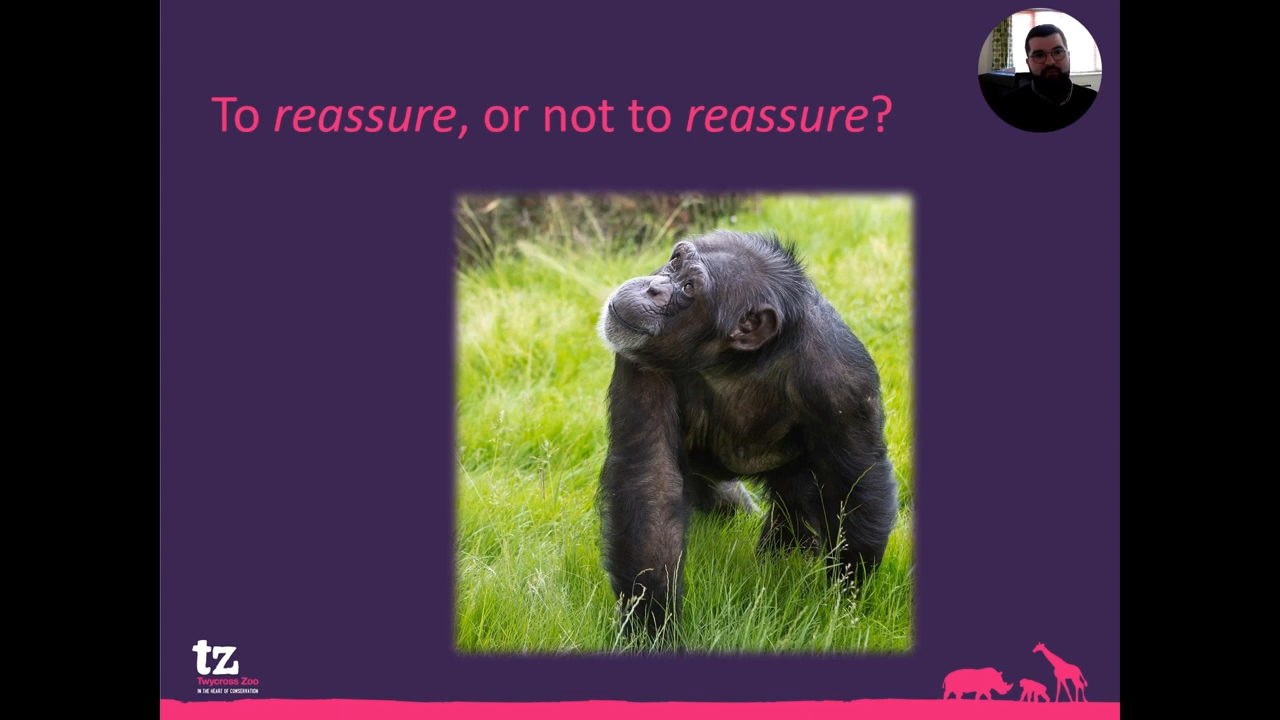 To reassure, or not to reassure?
tz
Twycross Zoo
IN THE HEART OF CONSERVATION